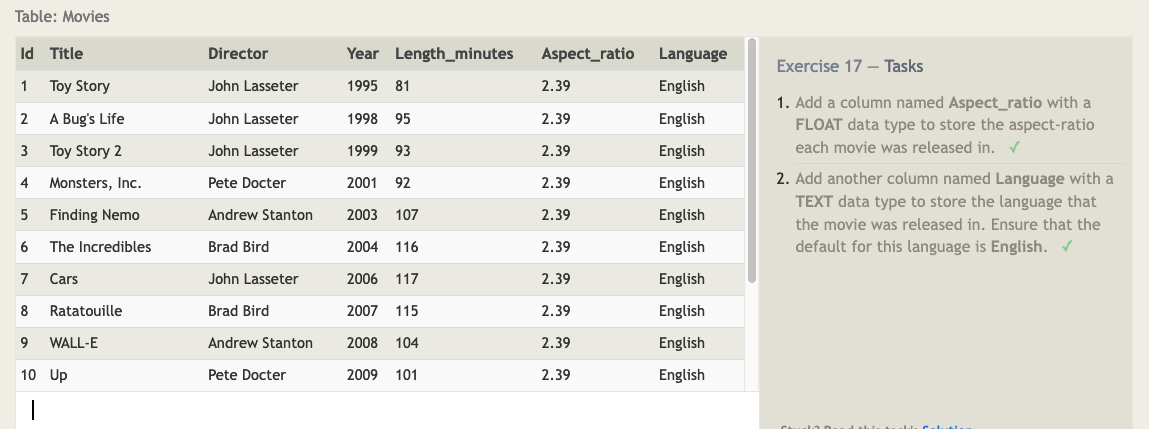 Table: Movies
Id Title Director Year Length_minutes Aspect_ratio Language
1 Toy Story John Lasseter 1995 81 2.39 English
2 A Bug's Life John Lasseter 1998 95 2.39 English
3 Toy Story 2 John Lasseter 1999 93 2.39 English
4 Monsters, Inc. Pete Docter 2001 92 2.39 English
5 Finding Nemo Andrew Stanton 2003 107 2.39 English
6 The Incredibles Brad Bird 2004 116 2.39 English
7 Cars John Lasseter 2006 117 2.39 English
8 Ratatouille Brad Bird 2007 115 2.39 English
9 WALL-E Andrew Stanton 2008 104 2.39 English
10 Up Pete Docter 2009 101 2.39 English
Exercise 17 — Tasks
1. Add a column named Aspect_ratio with a
FLOAT data type to store the aspect-ratio
each movie was released in. ✓
2. Add another column named Language with a
TEXT data type to store the language that
the movie was released in. Ensure that the
default for this language is English. ✓
Stuck? Read this task's Solution